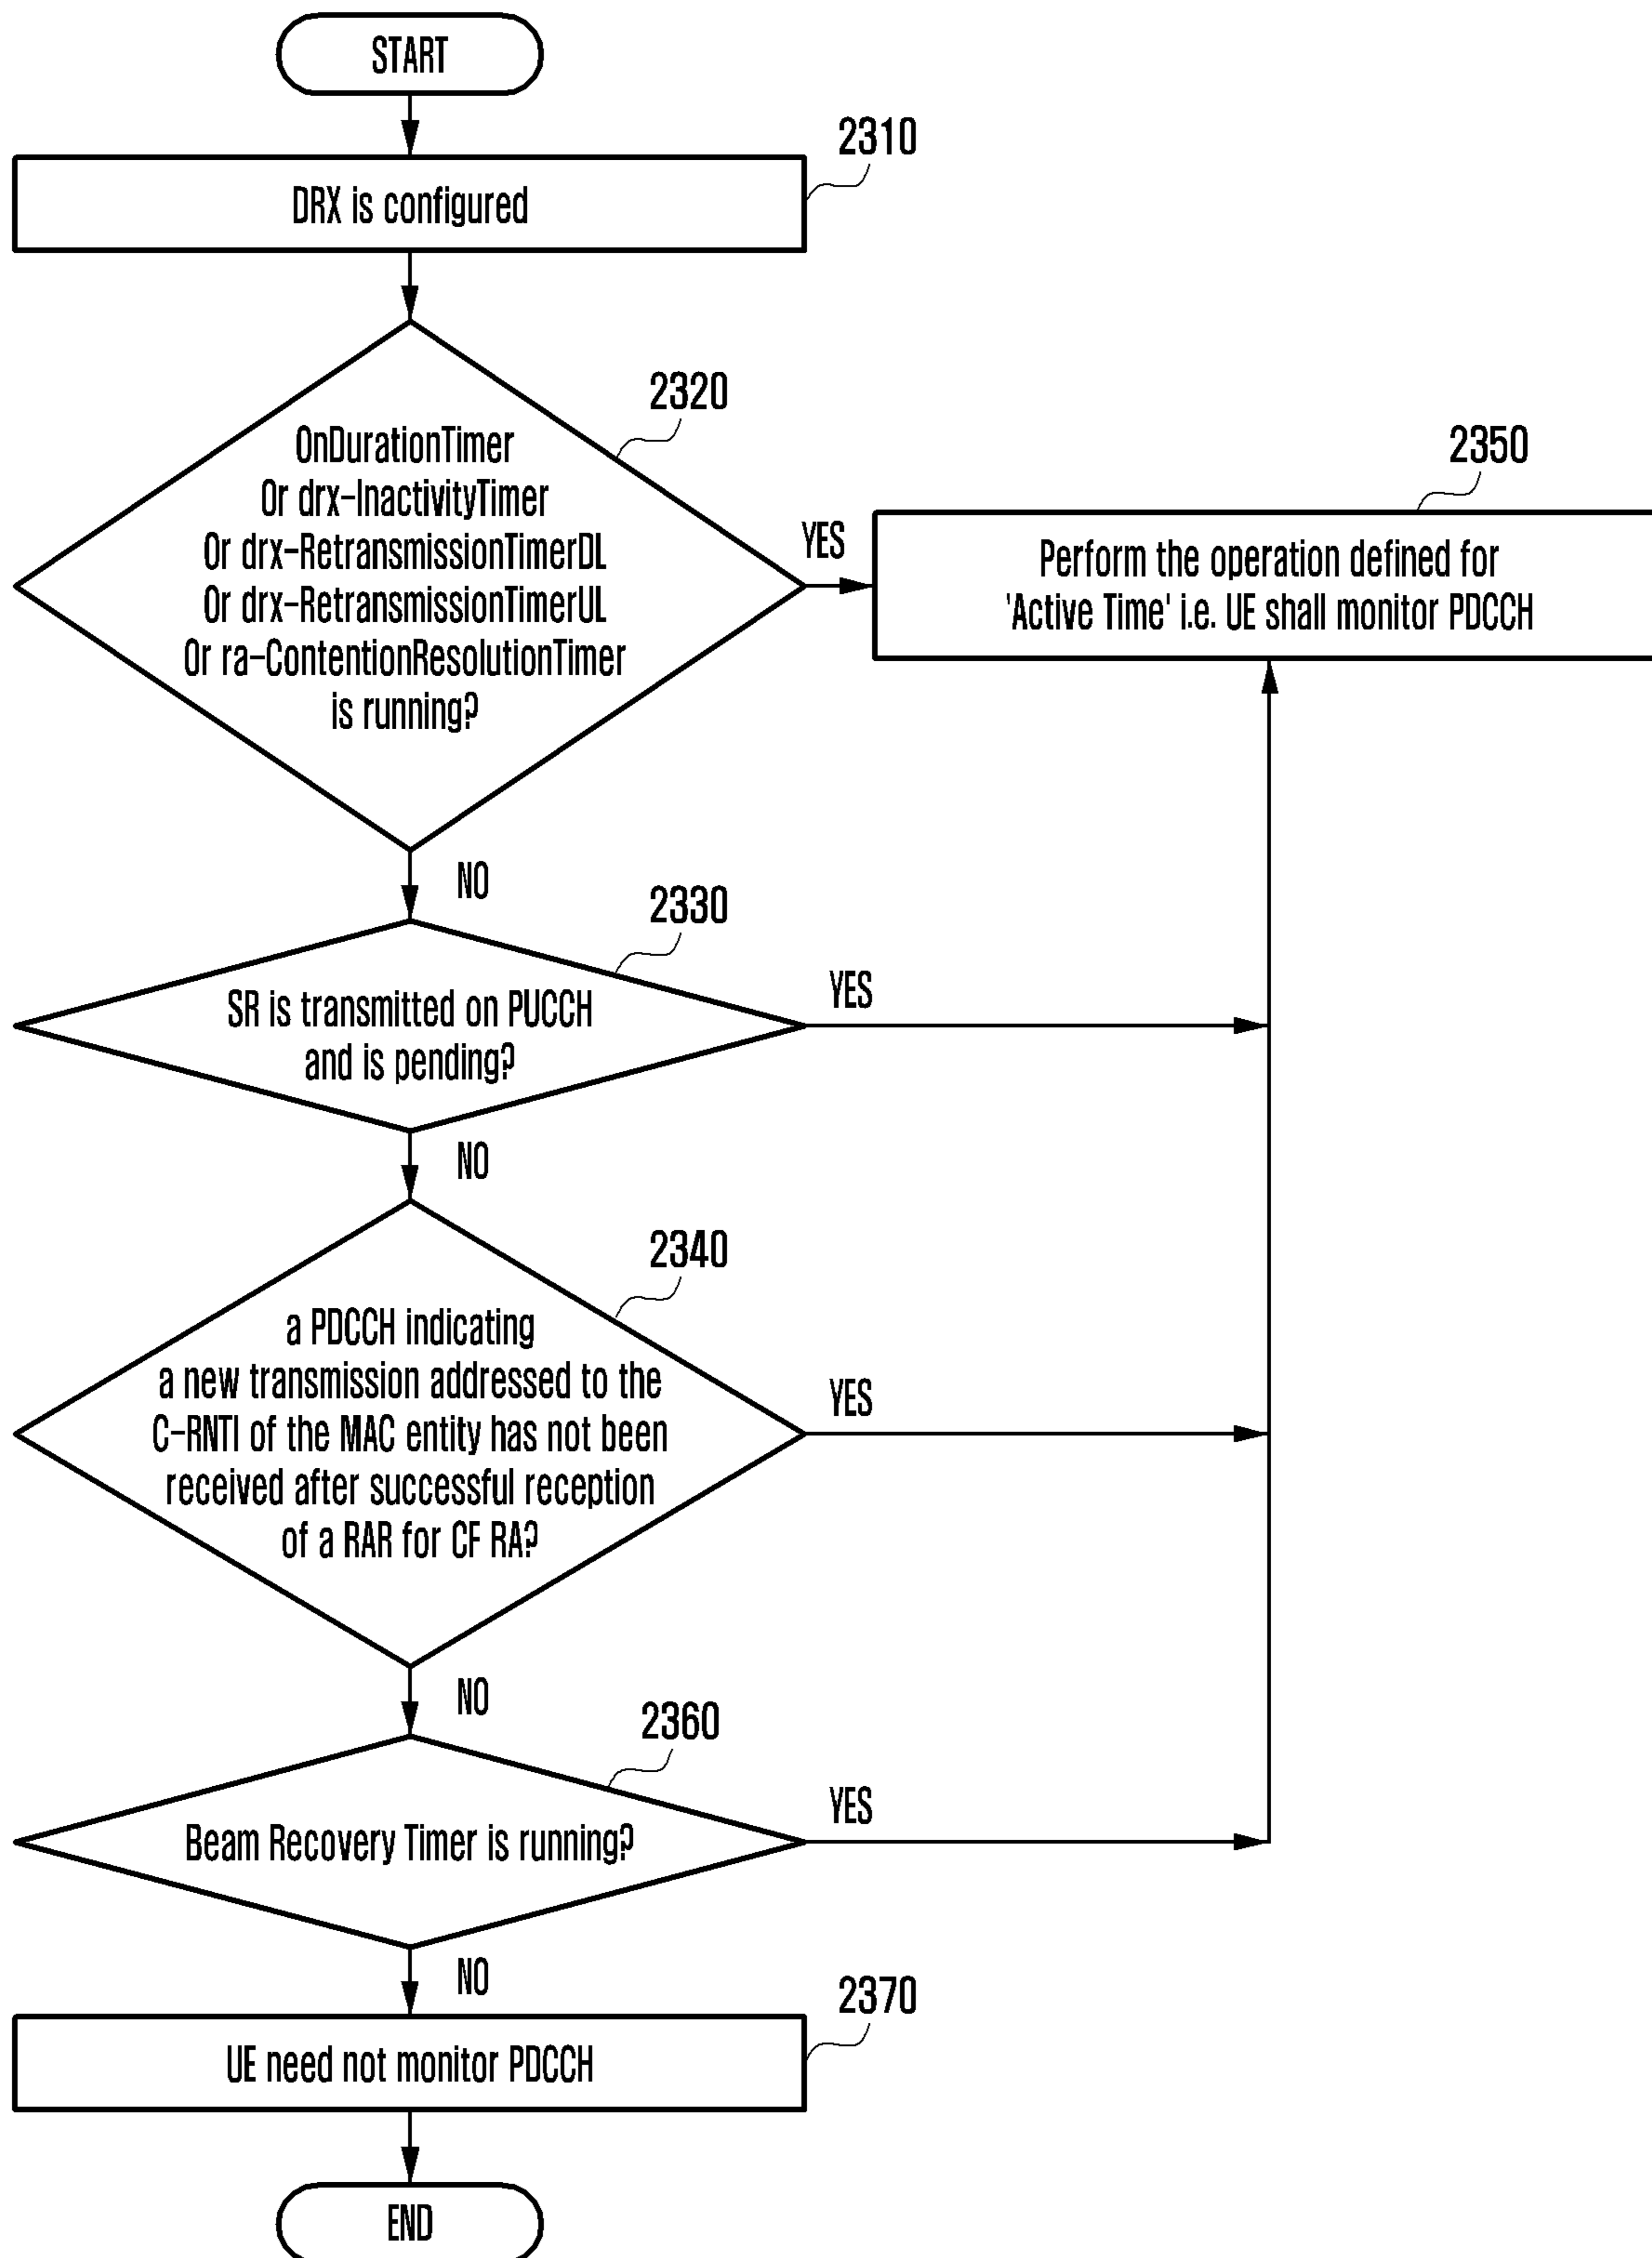 START
2310
DRX is configured
2320
OnDurationTimer
Or drx-InactivityTimer
Or drx-RetransmissionTimerDL
Or drx-RetransmissionTimerUL
Or ra-ContentionResolutionTimer
is running?
YES
2350
Perform the operation defined for
'Active Time' i.e. UE shall monitor PDCCH
NO
2330
SR is transmitted on PUCCH
and is pending?
YES
NO
2340
a PDCCH indicating
a new transmission addressed to the
C-RNTI of the MAC entity has not been
received after successful reception
of a RAR for CF RA?
YES
NO
2360
Beam Recovery Timer is running?
YES
NO
2370
UE need not monitor PDCCH
END